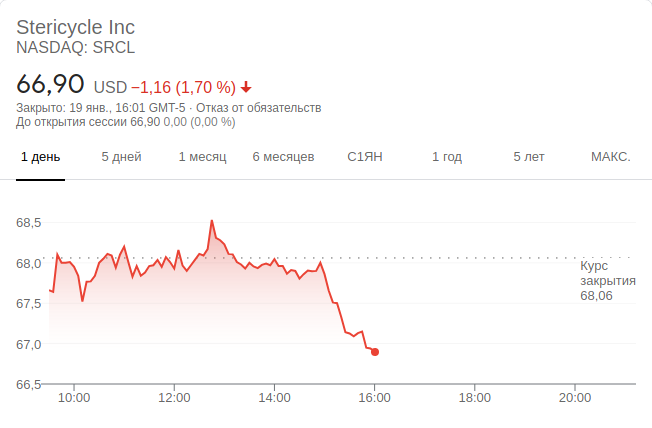 Stericycle Inc
NASDAQ: SRCL
66,90 USD −1,16 (1,70 %)
Закрыто: 19 янв., 16:01 GMT-5 · Отказ от обязательств
До открытия сессии 66,90 0,00 (0,00 %)
1 день 5 дней 1 месяц 6 месяцев С1ЯН 1 год 5 лет МАКС.
68,5
68,0
Курс
закрытия
68,06
67,5
67,0
66,5
10:00 12:00 14:00 16:00 18:00 20:00